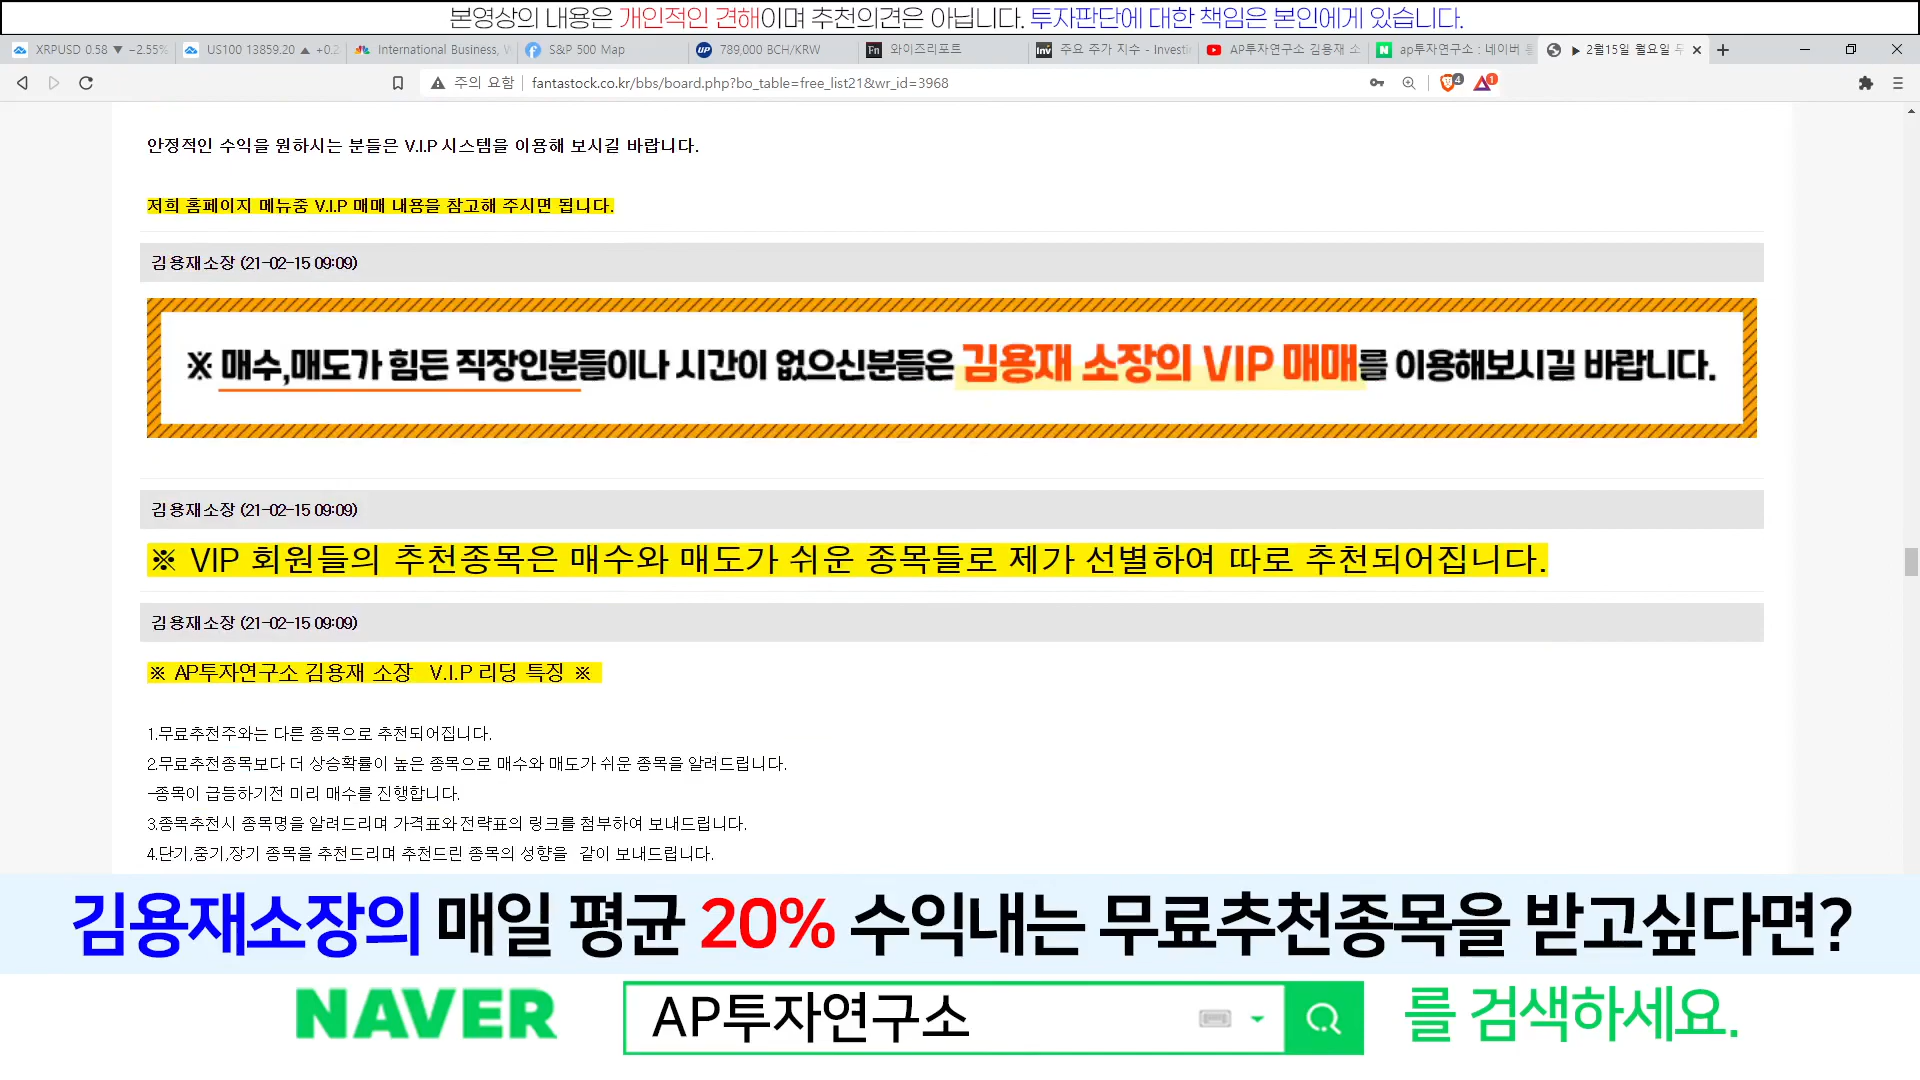 본영상의 내용은 개인적인 견해이며 추천의견은 아닙니다. 투자판단에 대한 책임은 본인에게 있습니다.
XRPUSD 0.58 ▼ −2.55%
US100 13859.20 ▲ +0.2
International Business,
S&P 500 Map
789,000 BCH/KRW
와이즈리포트
주요 주가 지수 - Investi
AP투자연구소 김용재 소
ap투자연구소 : 네이버
▶ 2월15일 월요일
주의 요함
fantastock.co.kr/bbs/board.php?bo_table=free_list21&wr_id=3968
4
1
안정적인 수익을 원하시는 분들은 V.I.P 시스템을 이용해 보시길 바랍니다.
저희 홈페이지 메뉴중 V.I.P 매매 내용을 참고해 주시면 됩니다.
김용재소장 (21-02-15 09:09)
※ 매수,매도가 힘든 직장인분들이나 시간이 없으신분들은 김용재 소장의 VIP 매매를 이용해보시길 바랍니다.
김용재소장 (21-02-15 09:09)
※ VIP 회원들의 추천종목은 매수와 매도가 쉬운 종목들로 제가 선별하여 따로 추천되어집니다.
김용재소장 (21-02-15 09:09)
※ AP투자연구소 김용재 소장 V.I.P 리딩 특징 ※
1.무료추천주와는 다른 종목으로 추천되어집니다.
2.무료추천종목보다 더 상승확률이 높은 종목으로 매수와 매도가 쉬운 종목을 알려드립니다.
-종목이 급등하기전 미리 매수를 진행합니다.
3.종목추천시 종목명을 알려드리며 가격표와 전략표의 링크를 첨부하여 보내드립니다.
4.단기,중기,장기 종목을 추천드리며 추천드린 종목의 성향을 같이 보내드립니다.
김용재소장의 매일 평균 20% 수익내는 무료추천종목을 받고싶다면?
NAVER AP투자연구소 를 검색하세요.